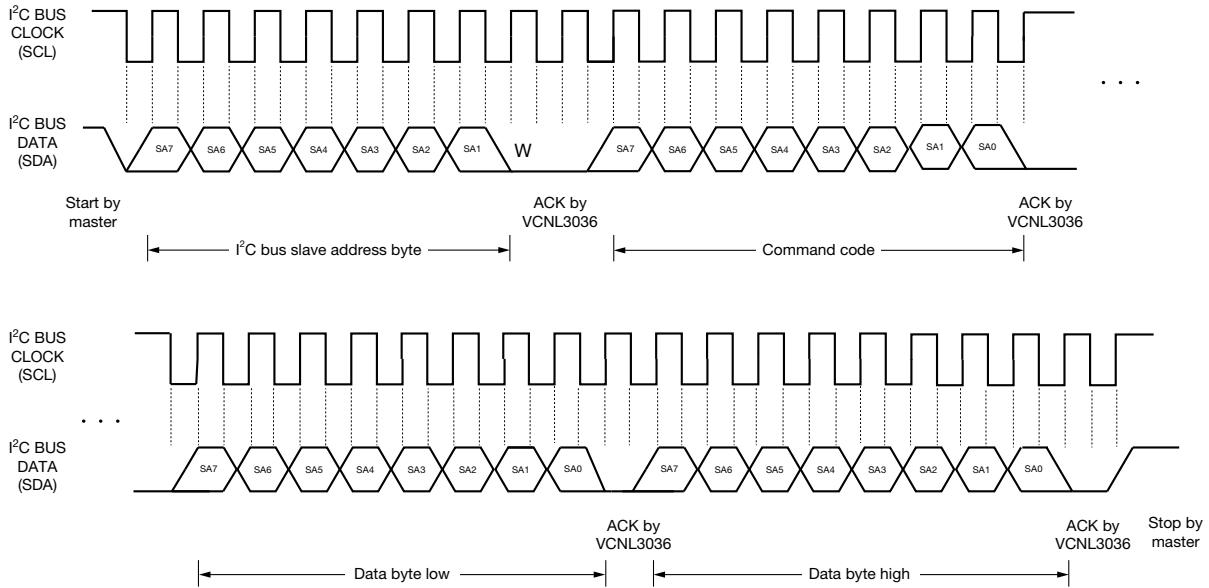 I²C BUS
CLOCK
(SCL)
. . .
I²C BUS
DATA
(SDA)
SA7 SA6 SA5 SA4 SA3 SA2 SA1 W SA7 SA6 SA5 SA4 SA3 SA2 SA1 SA0
Start by
master
ACK by
VCNL3036
ACK by
VCNL3036
I²C bus slave address byte
Command code
I²C BUS
CLOCK
(SCL)
. . .
I²C BUS
DATA
(SDA)
SA7 SA6 SA5 SA4 SA3 SA2 SA1 SA0 SA7 SA6 SA5 SA4 SA3 SA2 SA1 SA0
ACK by
VCNL3036
ACK by
VCNL3036
Stop by
master
Data byte low
Data byte high